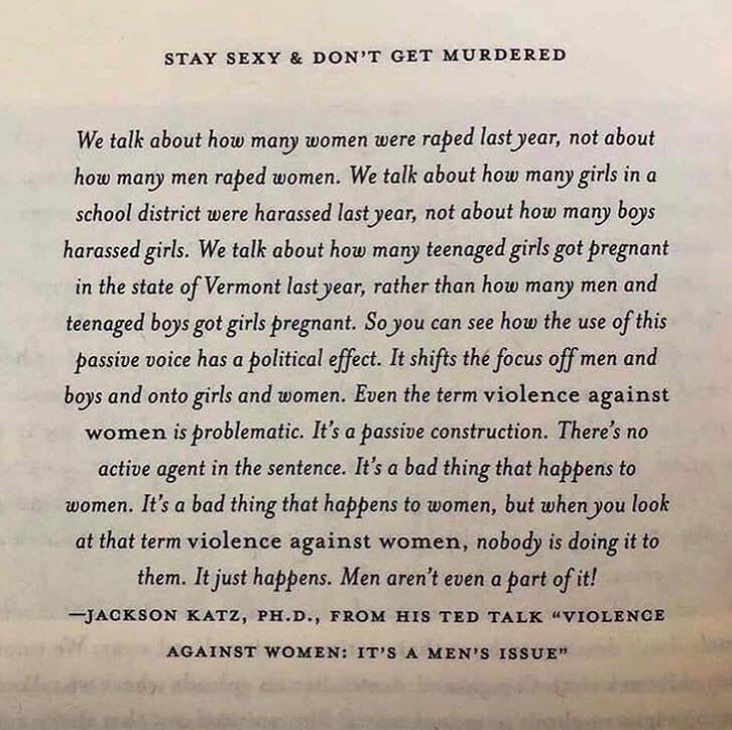 STAY SEXY & DON'T GET MURDERED
We talk about how many women were raped last year, not about
how many men raped women. We talk about how many girls in a
school district were harassed last year, not about how many boys
harassed girls. We talk about how many teenaged girls got pregnant
in the state of Vermont last year, rather than how many men and
teenaged boys got girls pregnant. So you can see how the use of this
passive voice has a political effect. It shifts the focus off men and
boys and onto girls and women. Even the term violence against
women is problematic. It's a passive construction. There's no
active agent in the sentence. It's a bad thing that happens to
women. It's a bad thing that happens to women, but when you look
at that term violence against women, nobody is doing it to
them. It just happens. Men aren't even a part of it!
—JACKSON KATZ, PH.D., FROM HIS TED TALK “VIOLENCE
AGAINST WOMEN: IT'S A MEN'S ISSUE”